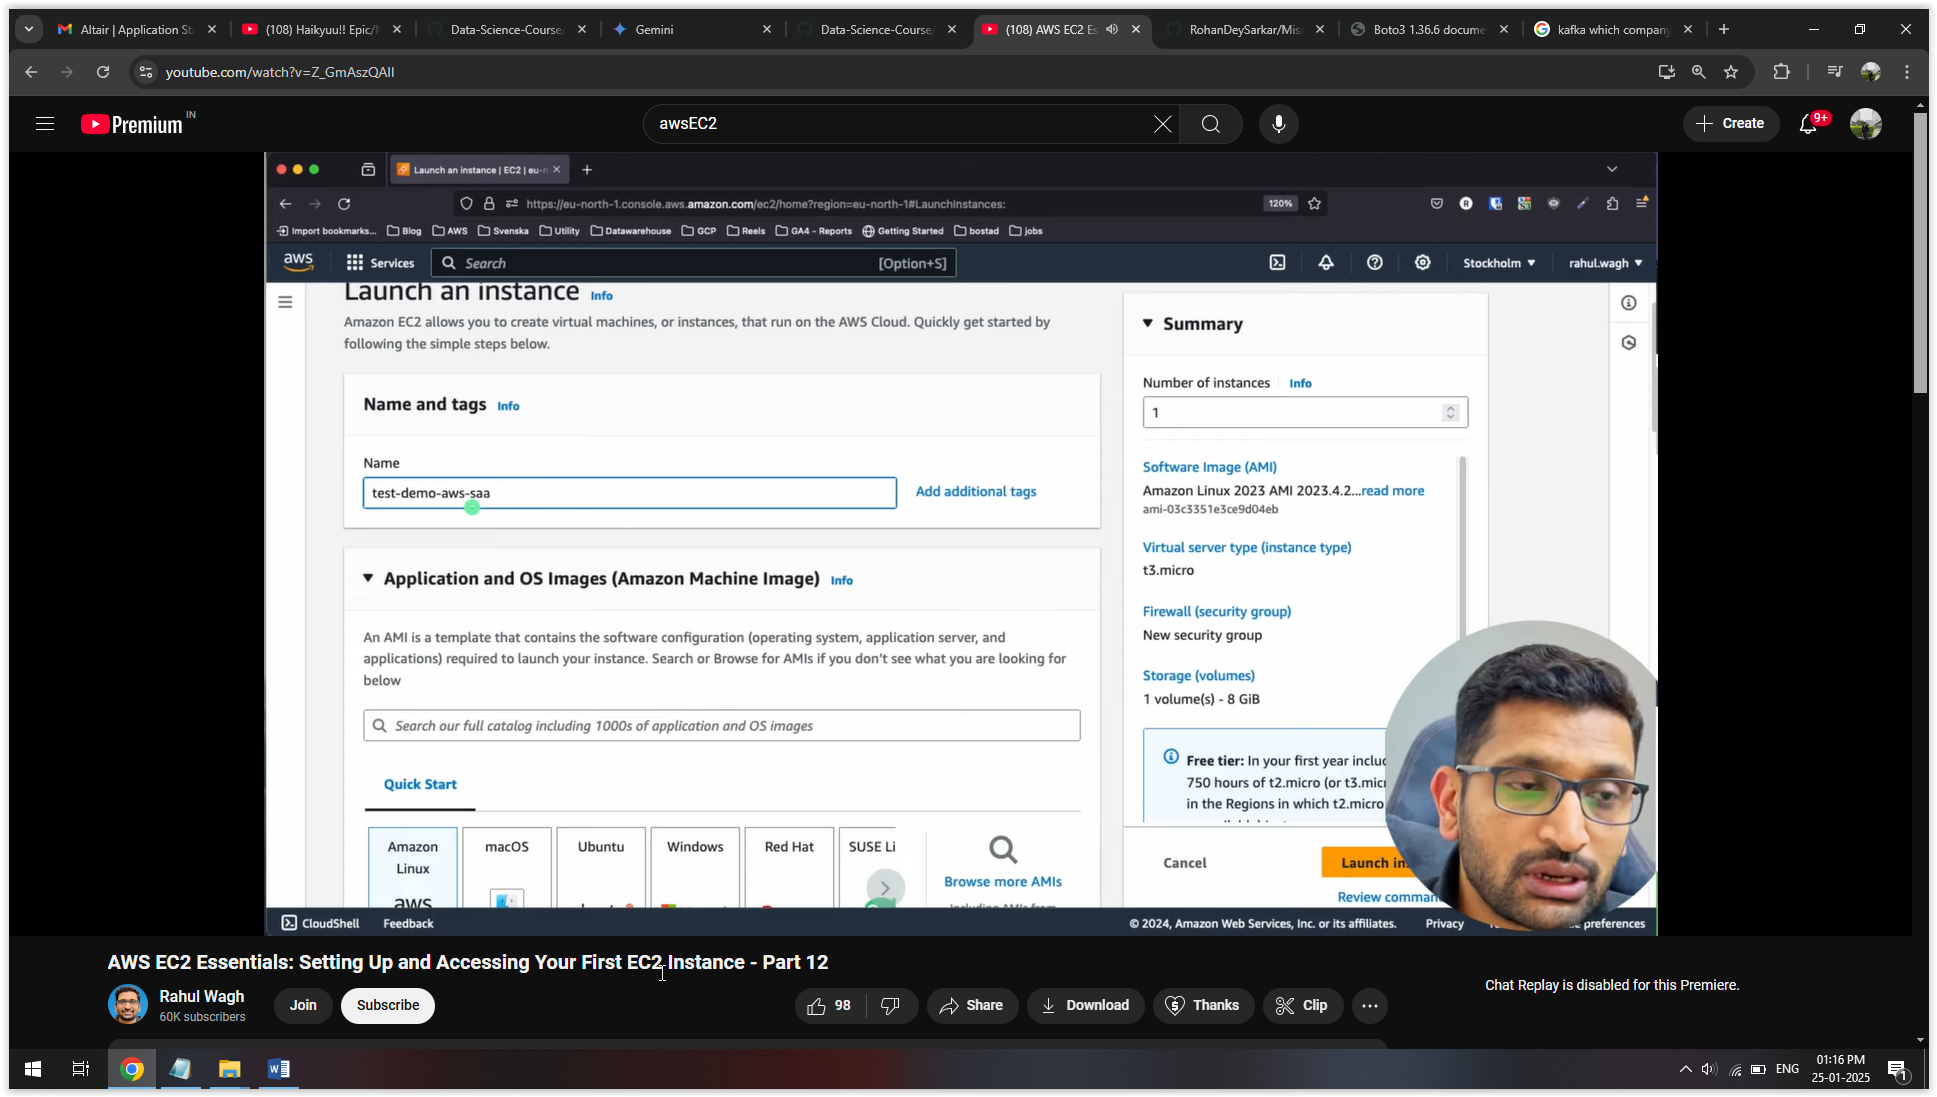 Altair | Application St
(108) Haikyuu!! Epic/
Data-Science-Course/
Gemini
Data-Science-Course/
(108) AWS EC2 Es
RohanDeySarkar/Mis
Boto3 1.36.6 docume
kafka which company
youtube.com/watch?v=Z_GmAszQAII
Premium IN
awsEC2
Create
9+
Launch an instance | EC2 | eu-n
https://eu-north-1.console.aws.amazon.com/ec2/home?region=eu-north-1#LaunchInstances:
120%
Import bookmarks... Blog AWS Svenska Utility Datawarehouse GCP Reels GA4 - Reports Getting Started bostad jobs
aws Services Search [Option+S] Stockholm rahul.wagh
Launch an instance Info
Amazon EC2 allows you to create virtual machines, or instances, that run on the AWS Cloud. Quickly get started by
following the simple steps below.
Name and tags Info
Name
test-demo-aws-saa
Add additional tags
Application and OS Images (Amazon Machine Image) Info
An AMI is a template that contains the software configuration (operating system, application server, and
applications) required to launch your instance. Search or Browse for AMIs if you don't see what you are looking for
below
Search our full catalog including 1000s of application and OS images
Quick Start
Amazon
Linux
aws
macOS
Ubuntu
Windows
Red Hat
SUSE Li
Browse more AMIs
Summary
Number of instances Info
1
Software Image (AMI)
Amazon Linux 2023 AMI 2023.4.2...read more
ami-03c3351e3ce9d04eb
Virtual server type (instance type)
t3.micro
Firewall (security group)
New security group
Storage (volumes)
1 volume(s) - 8 GiB
Free tier: In your first year inclu
750 hours of t2.micro (or t3.mic
in the Regions in which t2.micro
Cancel
Launch in
Review comman
CloudShell Feedback
© 2024, Amazon Web Services, Inc. or its affiliates. Privacy preferences
AWS EC2 Essentials: Setting Up and Accessing Your First EC2 Instance - Part 12
Rahul Wagh
60K subscribers
Join
Subscribe
98
Share
Download
Thanks
Clip
Chat Replay is disabled for this Premiere.
ENG
01:16 PM
25-01-2025
1